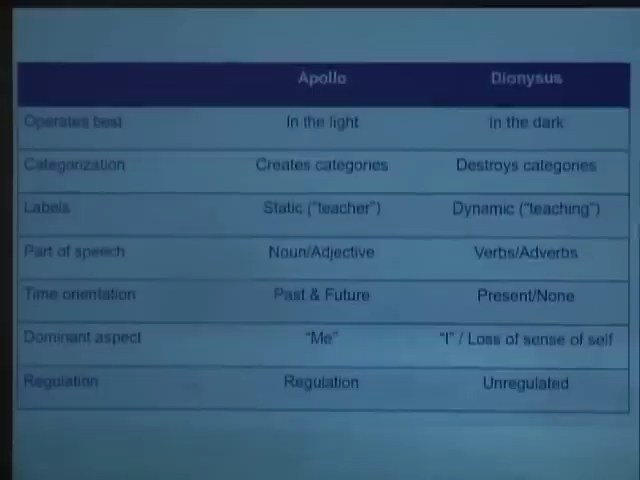 Apollo Dionysus
Operates best In the light In the dark
Categorization Creates categories Destroys categories
Labels Static ("teacher") Dynamic ("teaching")
Part of speech Noun/Adjective Verbs/Adverbs
Time orientation Past & Future Present/None
Dominant aspect "Me" "I" / Loss of sense of self
Regulation Regulation Unregulated